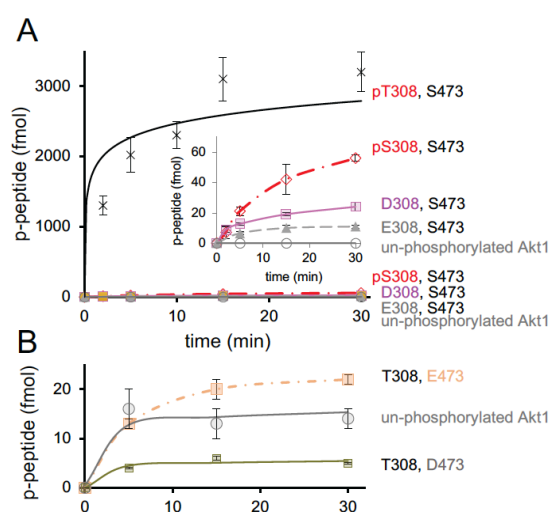 A
p-peptide (fmol)
3000
2000
1000
0
0
10
20
30
time (min)
p-peptide (fmol)
60
40
20
0
0
10
20
30
time (min)
pT308, S473
pS308, S473
D308, S473
E308, S473
un-phosphorylated Akt1
pS308, S473
D308, S473
E308, S473
un-phosphorylated Akt1
B
p-peptide (fmol)
20
10
0
0
10
20
30
T308, E473
un-phosphorylated Akt1
T308, D473